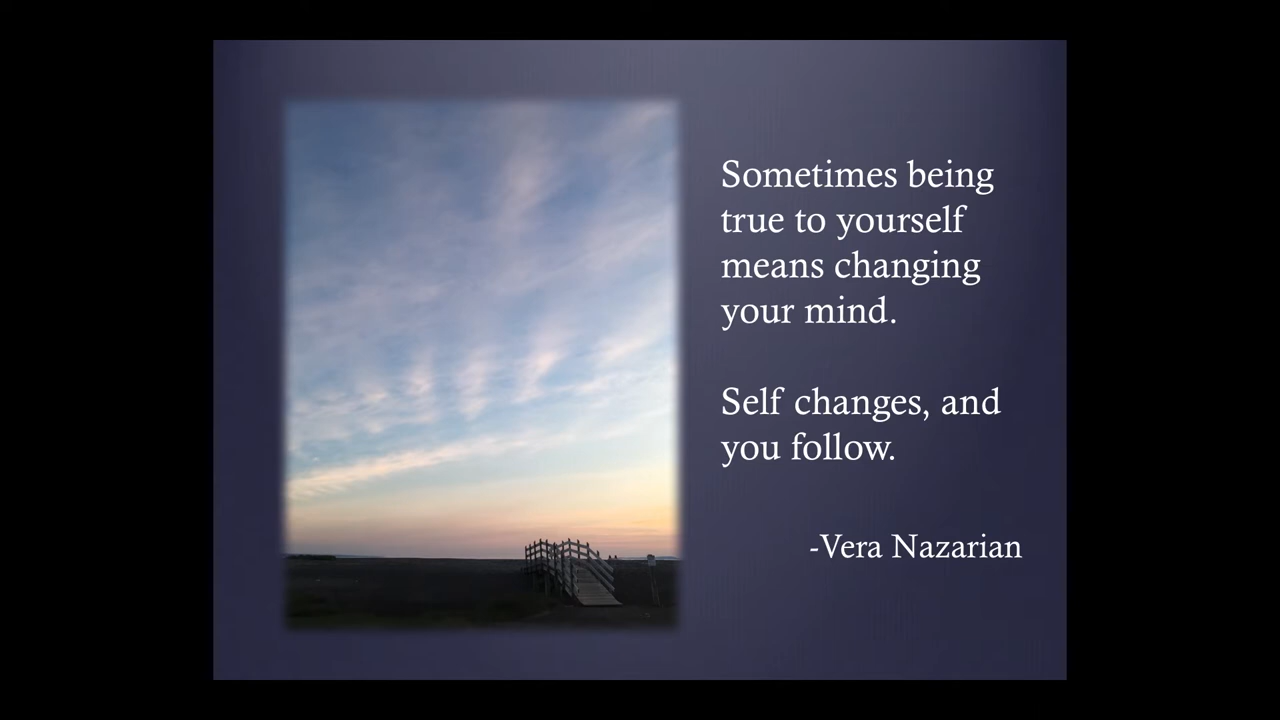 Sometimes being
true to yourself
means changing
your mind.
Self changes, and
you follow.
-Vera Nazarian